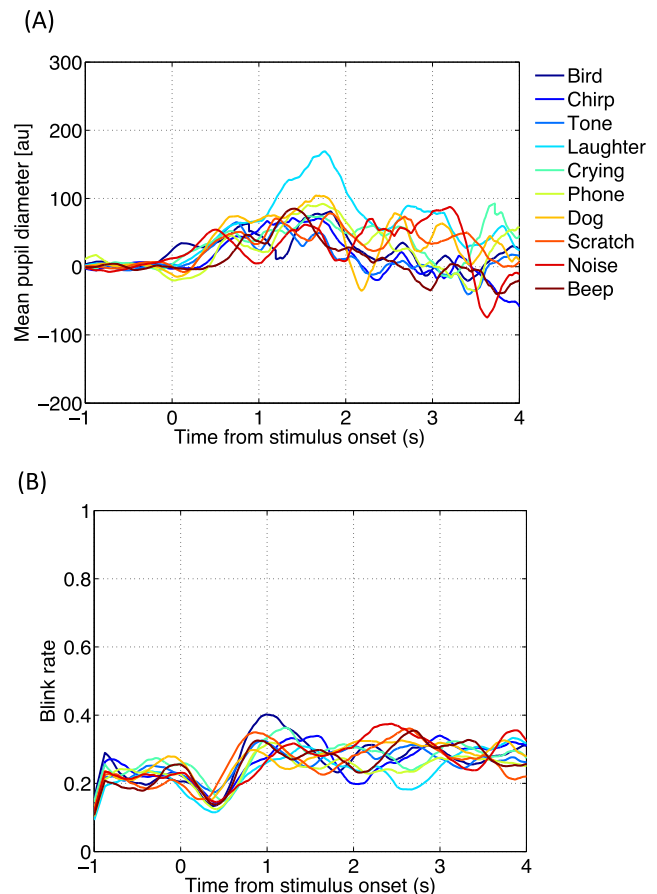 (A)
300
200
100
0
−100
−200
−1
0
1
2
3
4
Mean pupil diameter [au]
Time from stimulus onset (s)
Bird
Chirp
Tone
Laughter
Crying
Phone
Dog
Scratch
Noise
Beep
(B)
1
0.8
0.6
0.4
0.2
0
−1
0
1
2
3
4
Blink rate
Time from stimulus onset (s)